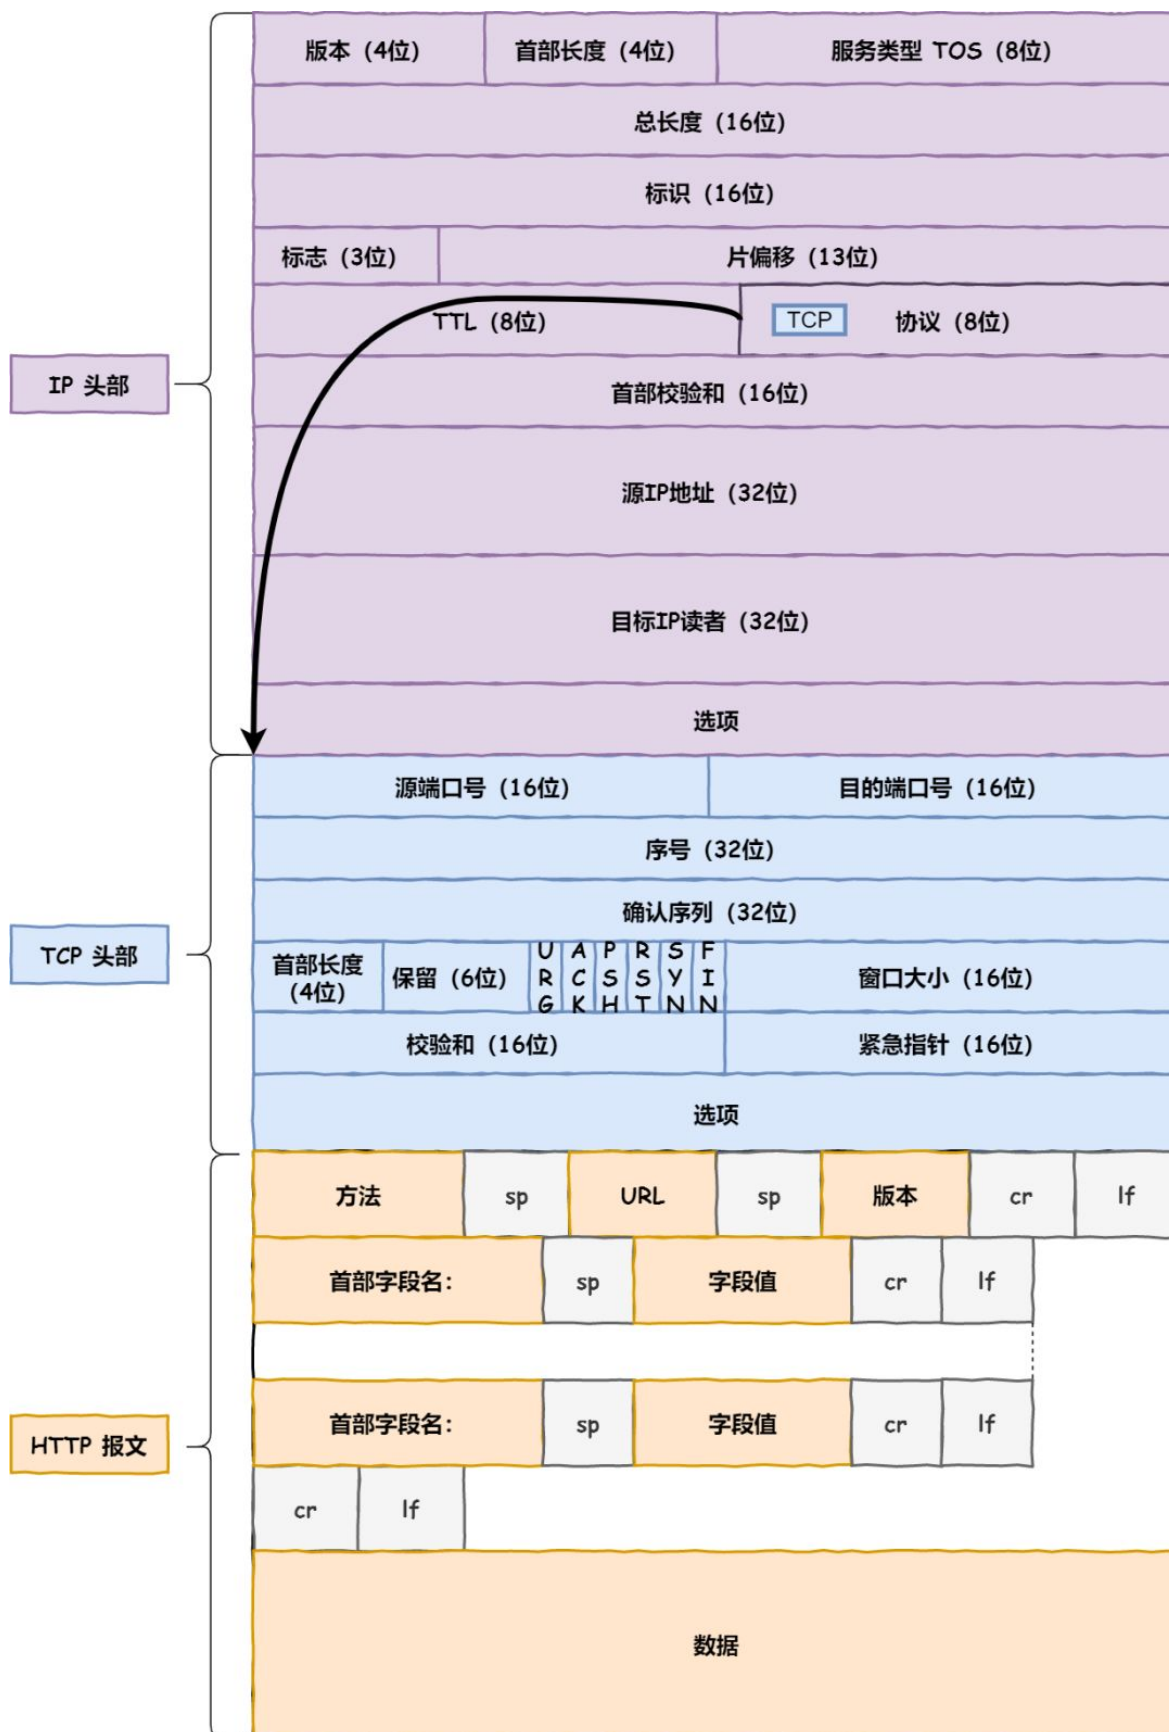 版本 (4位) 首部长度 (4位) 服务类型 TOS (8位)
总长度 (16位)
标识 (16位)
标志 (3位) 片偏移 (13位)
TTL (8位) TCP 协议 (8位)
IP 头部
首部校验和 (16位)
源IP地址 (32位)
目标IP读者 (32位)
选项
源端口号 (16位) 目的端口号 (16位)
序号 (32位)
确认序列 (32位)
TCP 头部
首部长度
(4位)
保留 (6位)
URG
ACK
PSH
RST
SYN
FIN
窗口大小 (16位)
校验和 (16位) 紧急指针 (16位)
选项
方法 sp URL sp 版本 cr lf
首部字段名: sp 字段值 cr lf
首部字段名: sp 字段值 cr lf
HTTP 报文
cr lf
数据